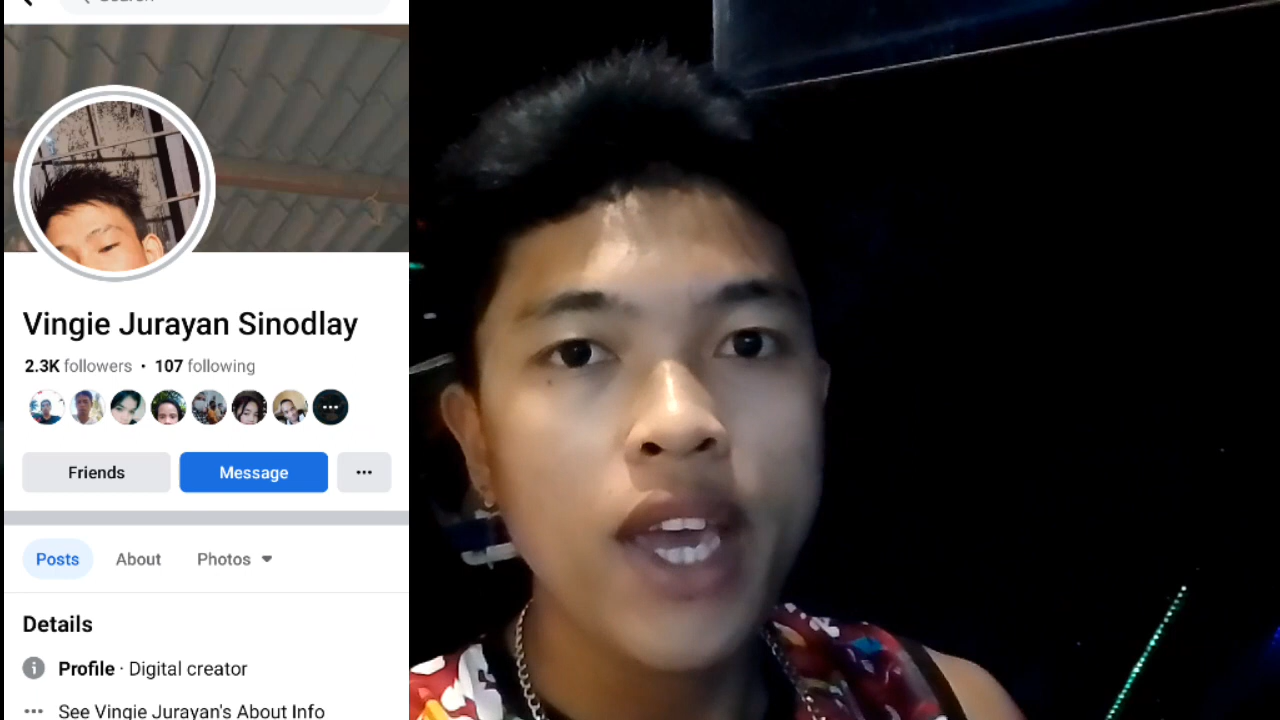 Search
Vingie Jurayan Sinodlay
2.3K followers · 107 following
Friends
Message
Posts
About
Photos
Details
Profile · Digital creator
See Vingie Jurayan's About Info